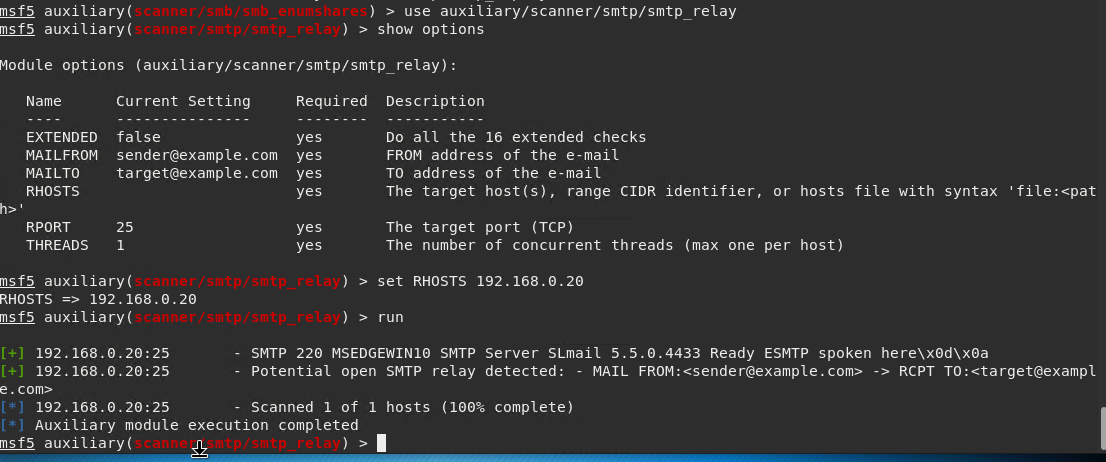 msf5 auxiliary(scanner/smb/smb_enumshares) > use auxiliary/scanner/smtp/smtp_relay
msf5 auxiliary(scanner/smtp/smtp_relay) > show options
Module options (auxiliary/scanner/smtp/smtp_relay):
Name Current Setting Required Description
---- --------------- -------- -----------
EXTENDED false yes Do all the 16 extended checks
MAILFROM sender@example.com yes FROM address of the e-mail
MAILTO target@example.com yes TO address of the e-mail
RHOSTS yes The target host(s), range CIDR identifier, or hosts file with syntax 'file:<pat
h>'
RPORT 25 yes The target port (TCP)
THREADS 1 yes The number of concurrent threads (max one per host)
msf5 auxiliary(scanner/smtp/smtp_relay) > set RHOSTS 192.168.0.20
RHOSTS => 192.168.0.20
msf5 auxiliary(scanner/smtp/smtp_relay) > run
[+] 192.168.0.20:25 - SMTP 220 MSEDGEWIN10 SMTP Server SLmail 5.5.0.4433 Ready ESMTP spoken here\x0d\x0a
[+] 192.168.0.20:25 - Potential open SMTP relay detected: - MAIL FROM:<sender@example.com> -> RCPT TO:<target@exampl
e.com>
[*] 192.168.0.20:25 - Scanned 1 of 1 hosts (100% complete)
[*] Auxiliary module execution completed
msf5 auxiliary(scanner/smtp/smtp_relay) >